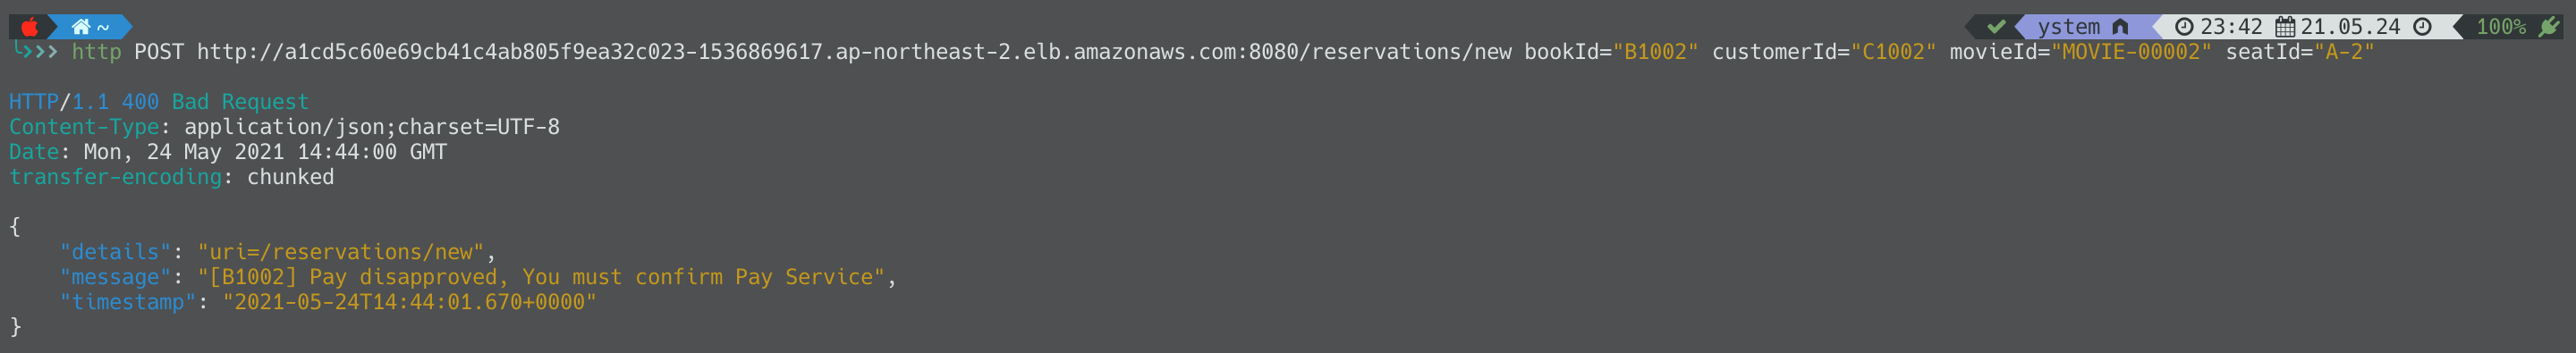 ~ ystem 23:42 21.05.24 100%
http POST http://a1cd5c60e69cb41c4ab805f9ea32c023-1536869617.ap-northeast-2.elb.amazonaws.com:8080/reservations/new bookId="B1002" customerId="C1002" movieId="MOVIE-00002" seatId="A-2"
HTTP/1.1 400 Bad Request
Content-Type: application/json;charset=UTF-8
Date: Mon, 24 May 2021 14:44:00 GMT
transfer-encoding: chunked
{
    "details": "uri=/reservations/new",
    "message": "[B1002] Pay disapproved, You must confirm Pay Service",
    "timestamp": "2021-05-24T14:44:01.670+0000"
}